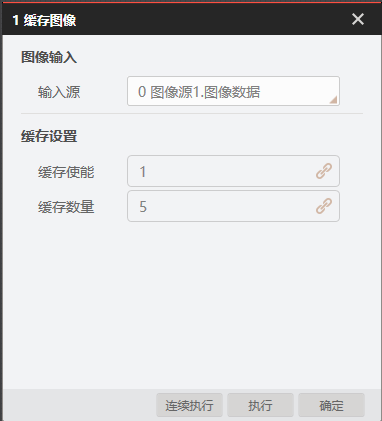 1 缓存图像
图像输入
输入源 0 图像源1.图像数据
缓存设置
缓存使能 1
缓存数量 5
连续执行 执行 确定